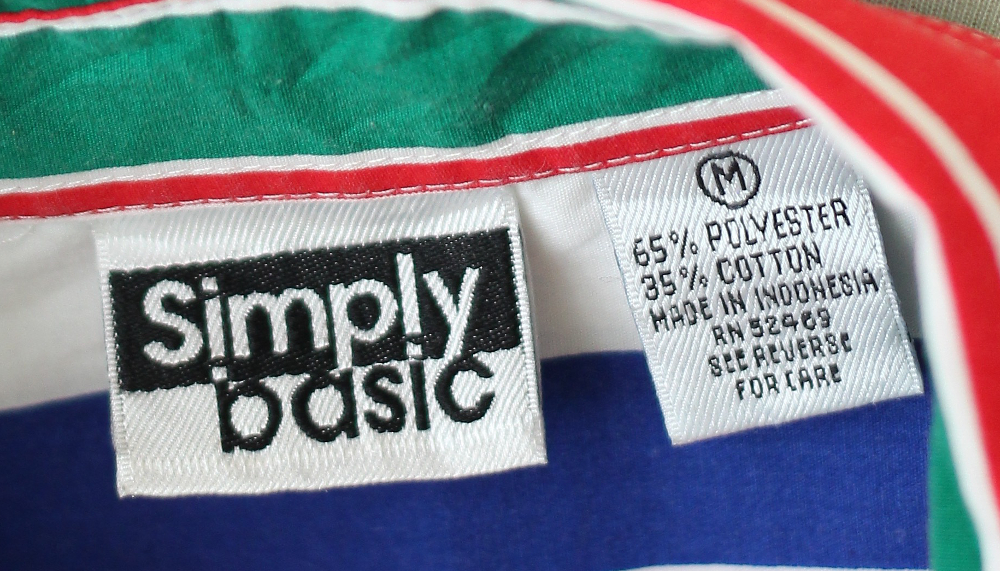 Simply
basic
M
65% POLYESTER
35% COTTON
MADE IN INDONESIA
RN 52469
SEE REVERSE
FOR CARE